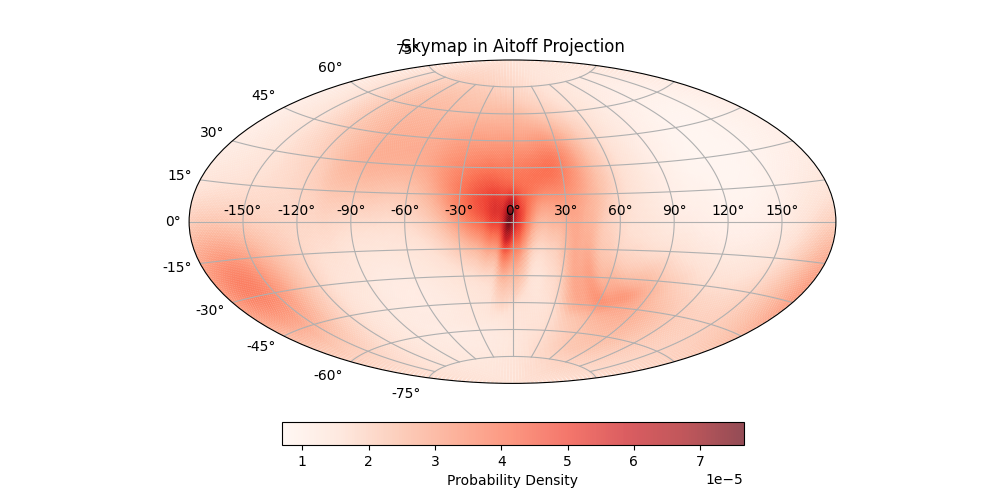 Skymap in Aitoff Projection
75°
60°
45°
30°
15°
-150° -120° -90° -60° -30° 0° 30° 60° 90° 120° 150°
0°
-15°
-30°
-45°
-60°
-75°
1 2 3 4 5 6 7
1e−5
Probability Density